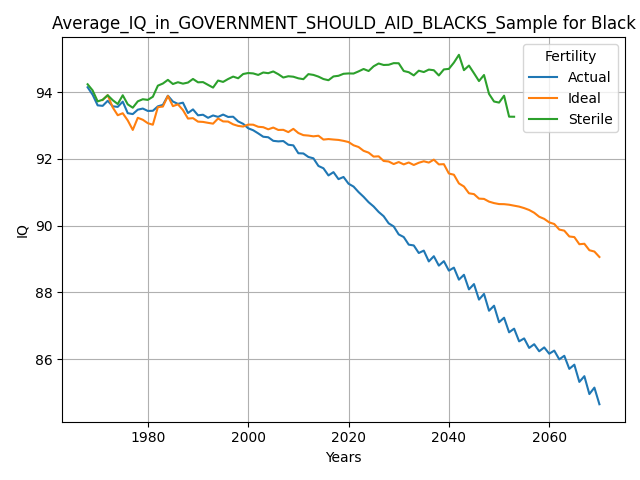 Average_IQ_in_GOVERNMENT_SHOULD_AID_BLACKS_Sample for Black
Fertility
Actual
Ideal
Sterile
IQ
94
92
90
88
86
1980
2000
2020
2040
2060
Years